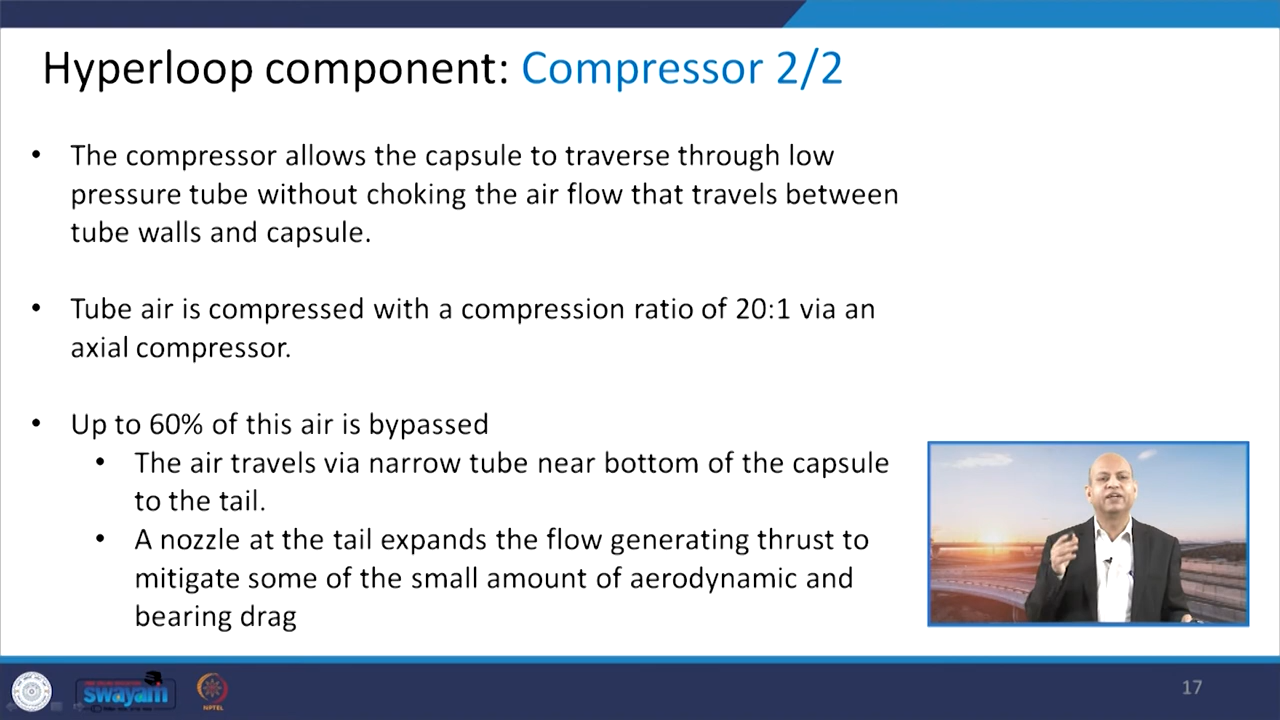 Hyperloop component: Compressor 2/2
• The compressor allows the capsule to traverse through low
pressure tube without choking the air flow that travels between
tube walls and capsule.
• Tube air is compressed with a compression ratio of 20:1 via an
axial compressor.
• Up to 60% of this air is bypassed
• The air travels via narrow tube near bottom of the capsule
to the tail.
• A nozzle at the tail expands the flow generating thrust to
mitigate some of the small amount of aerodynamic and
bearing drag
swayam
NPTEL
17